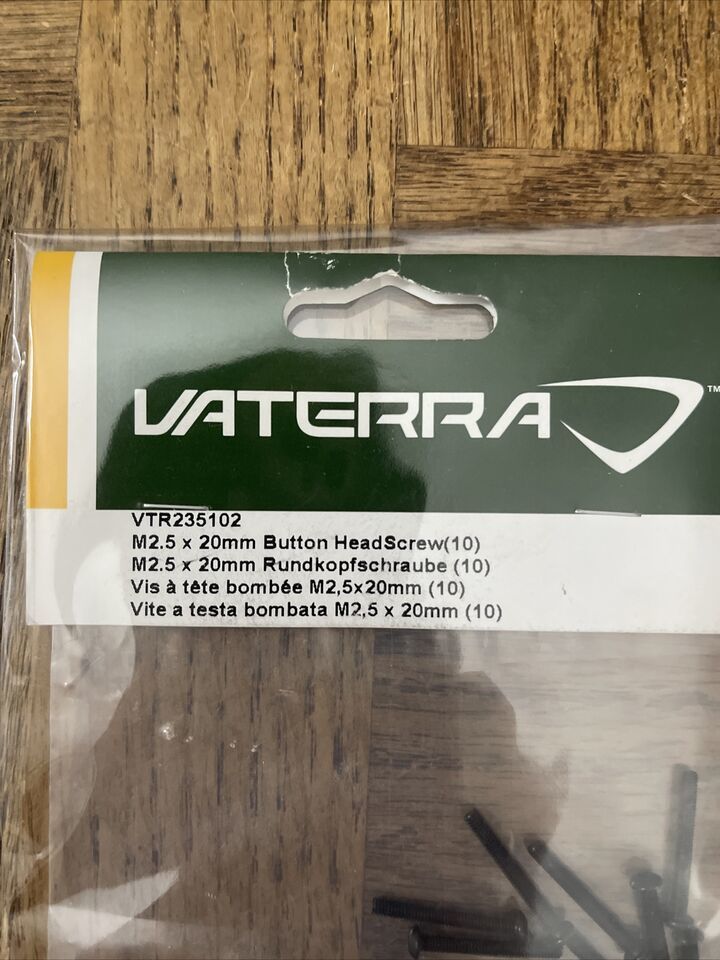 VATERRA™
VTR235102
M2.5 x 20mm Button HeadScrew(10)
M2.5 x 20mm Rundkopfschraube (10)
Vis à tête bombée M2,5x20mm (10)
Vite a testa bombata M2,5 x 20mm (10)